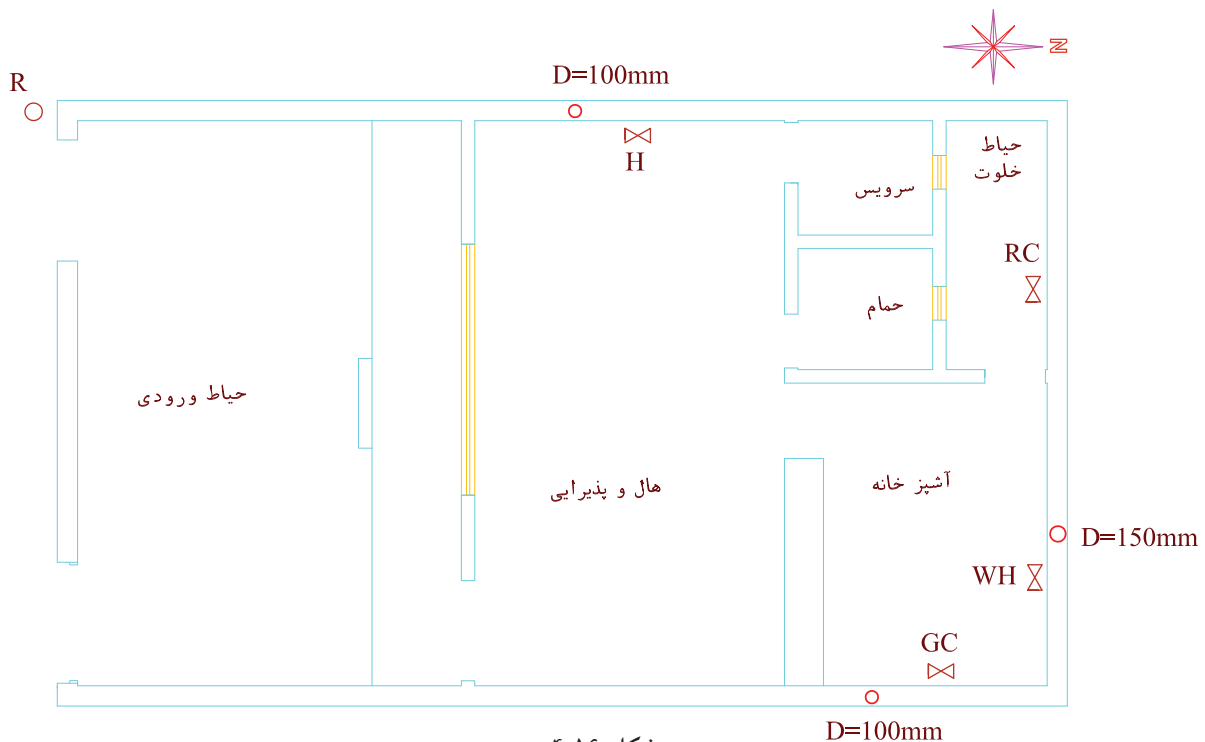 N
R
D=100mm
H
حیاط
خلوت
سرویس
RC
حمام
حیاط ورودی
هال و پذیرایی
آشپز خانه
D=150mm
WH
GC
D=100mm